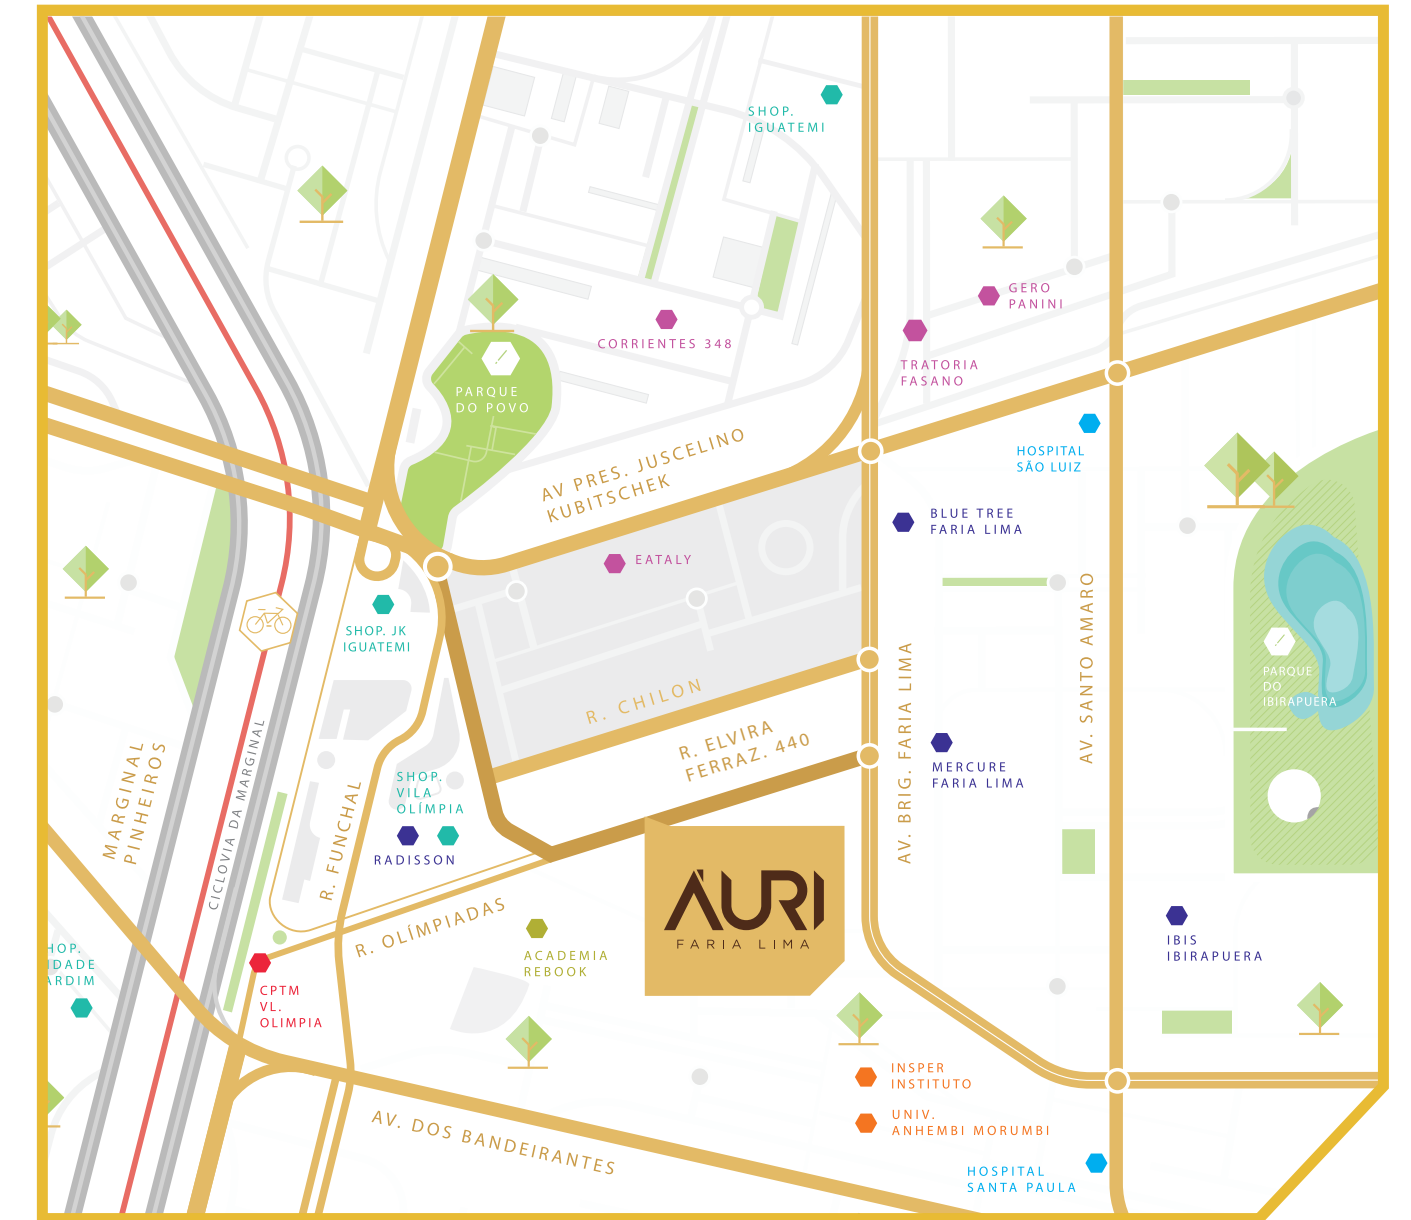 SHOP.
IGUATEMI
GERO
PANINI
CORRIENTES 348
TRATORIA
FASANO
PARQUE
DO POVO
AV PRES. JUSCELINO
KUBITSCHEK
HOSPITAL
SÃO LUIZ
BLUE TREE
FARIA LIMA
EATALY
SHOP. JK
IGUATEMI
AV. SANTO AMARO
PARQUE
DO
IBIRAPUERA
R. CHILON
R. ELVIRA
FERRAZ. 440
AV. BRIG. FARIA LIMA
MARGINAL
PINHEIROS
CICLOVIA DA MARGINAL
R. FUNCHAL
SHOP.
VILA
OLÍMPIA
RADISSON
MERCURE
FARIA LIMA
R. OLÍMPIADAS
ÁURI
FARIA LIMA
ACADEMIA
REBOOK
IBIS
IBIRAPUERA
HOP.
IDADE
ARDIM
CPTM
VL.
OLIMPIA
INSPER
INSTITUTO
UNIV.
ANHEMBI MORUMBI
AV. DOS BANDEIRANTES
HOSPITAL
SANTA PAULA